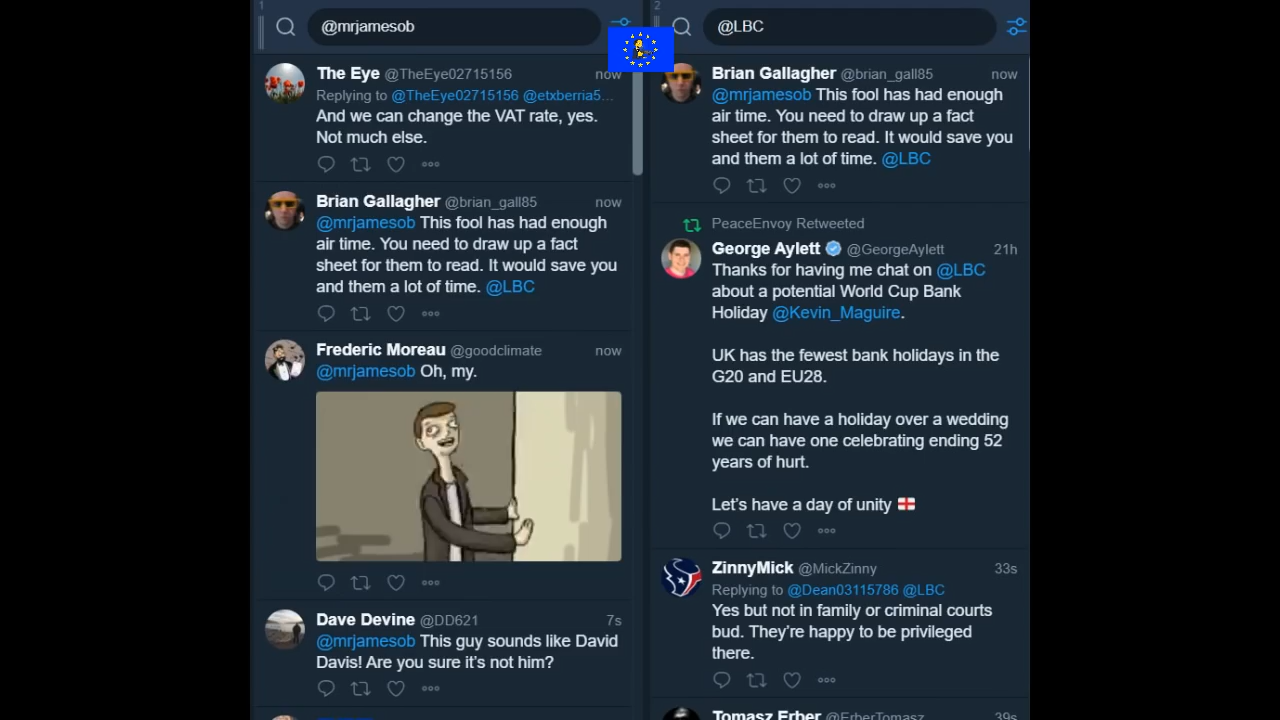 1
@mrjamesob
The Eye @TheEye02715156 now
Replying to @TheEye02715156 @etxberria5...
And we can change the VAT rate, yes.
Not much else.
Brian Gallagher @brian_gall85 now
@mrjamesob This fool has had enough
air time. You need to draw up a fact
sheet for them to read. It would save you
and them a lot of time. @LBC
Frederic Moreau @goodclimate now
@mrjamesob Oh, my.
Dave Devine @DD621 7s
@mrjamesob This guy sounds like David
Davis! Are you sure it's not him?
2
@LBC
Brian Gallagher @brian_gall85 now
@mrjamesob This fool has had enough
air time. You need to draw up a fact
sheet for them to read. It would save you
and them a lot of time. @LBC
PeaceEnvoy Retweeted
George Aylett @GeorgeAylett 21h
Thanks for having me chat on @LBC
about a potential World Cup Bank
Holiday @Kevin_Maguire.
UK has the fewest bank holidays in the
G20 and EU28.
If we can have a holiday over a wedding
we can have one celebrating ending 52
years of hurt.
Let's have a day of unity
ZinnyMick @MickZinny 33s
Replying to @Dean03115786 @LBC
Yes but not in family or criminal courts
bud. They're happy to be privileged
there.
Tomasz Erber @ErberTomasz 39s